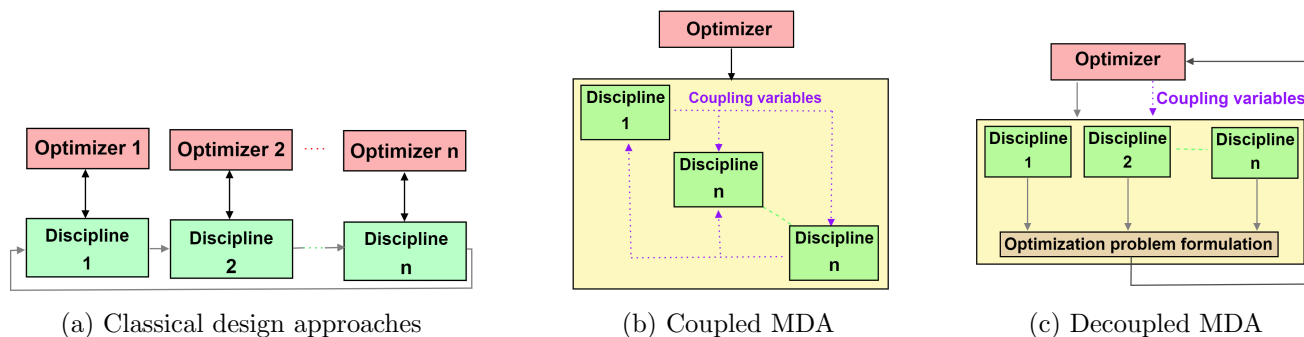 Optimizer 1
Optimizer 2
Optimizer n
Discipline
1
Discipline
2
Discipline
n
(a) Classical design approaches
Optimizer
Discipline
1
Coupling variables
Discipline
n
Discipline
n
(b) Coupled MDA
Optimizer
Coupling variables
Discipline
1
Discipline
2
Discipline
n
Optimization problem formulation
(c) Decoupled MDA